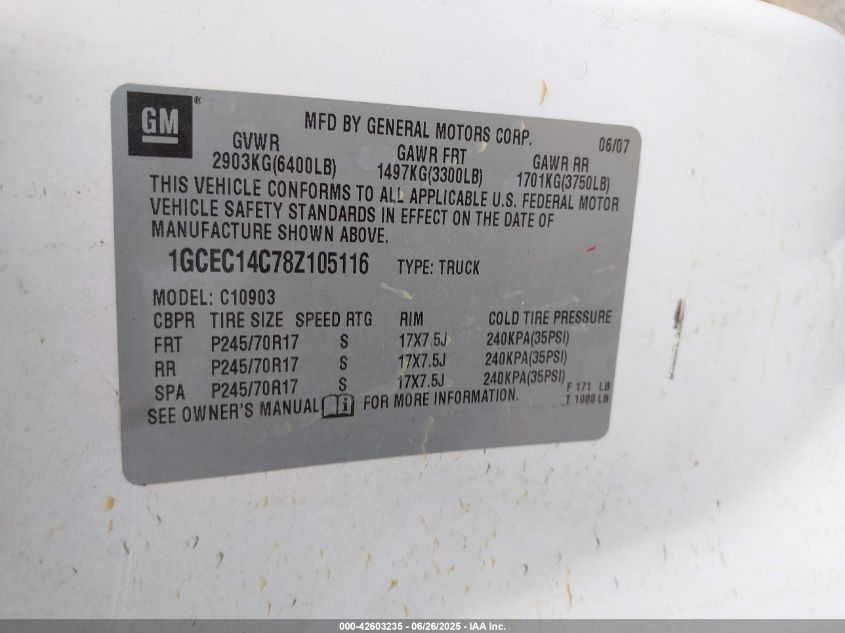 GM®
MFD BY GENERAL MOTORS CORP. 06/07
GVWR GAWR FRT GAWR RR
2903KG(6400LB) 1497KG(3300LB) 1701KG(3750LB)
THIS VEHICLE CONFORMS TO ALL APPLICABLE U.S. FEDERAL MOTOR
VEHICLE SAFETY STANDARDS IN EFFECT ON THE DATE OF
MANUFACTURE SHOWN ABOVE.
1GCEC14C78Z105116 TYPE: TRUCK
MODEL: C10903
CBPR TIRE SIZE SPEED RTG RIM COLD TIRE PRESSURE
FRT P245/70R17 S 17X7.5J 240KPA(35PSI)
RR P245/70R17 S 17X7.5J 240KPA(35PSI)
SPA P245/70R17 S 17X7.5J 240KPA(35PSI)
F 171 LB
SEE OWNER'S MANUAL FOR MORE INFORMATION.
T 1088 LB
000-42603235 - 06/26/2025 - IAA Inc.